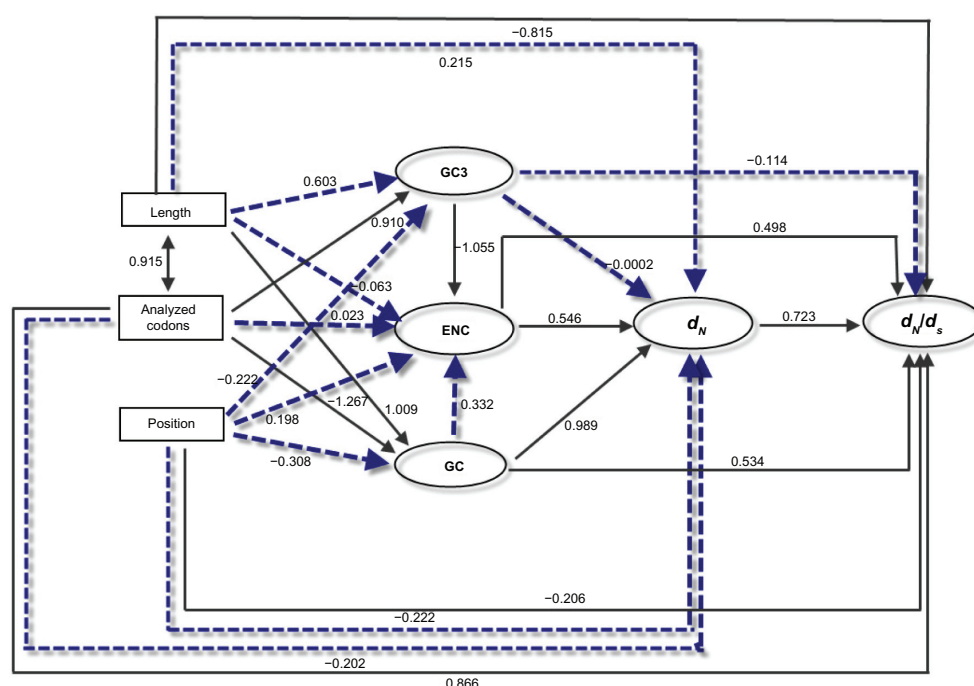 −0.815
0.215
GC3
−0.114
0.603
Length
0.910
0.498
−1.055
0.915
−0.0002
−0.063
Analyzed
codons
0.023
ENC
0.546
d_N
0.723
d_N/d_s
−0.222
−1.267
0.332
Position
0.198
1.009
0.989
−0.308
GC
0.534
−0.206
−0.222
−0.202
0.866